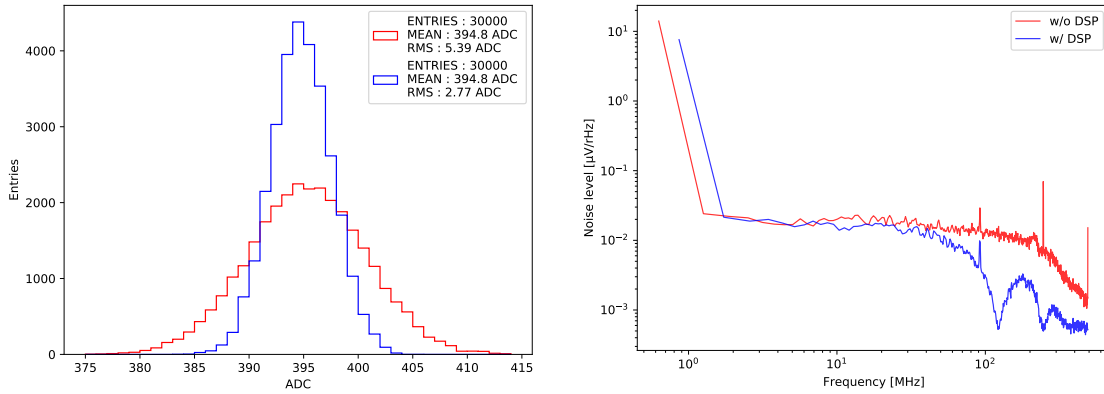 ENTRIES : 30000
MEAN : 394.8 ADC
RMS : 5.39 ADC
ENTRIES : 30000
MEAN : 394.8 ADC
RMS : 2.77 ADC
Entries
4000
3000
2000
1000
0
375
380
385
390
395
400
405
410
415
ADC
w/o DSP
w/ DSP
Noise level [μV/rHz]
10¹
10⁰
10⁻¹
10⁻²
10⁻³
10⁰
10¹
10²
Frequency [MHz]